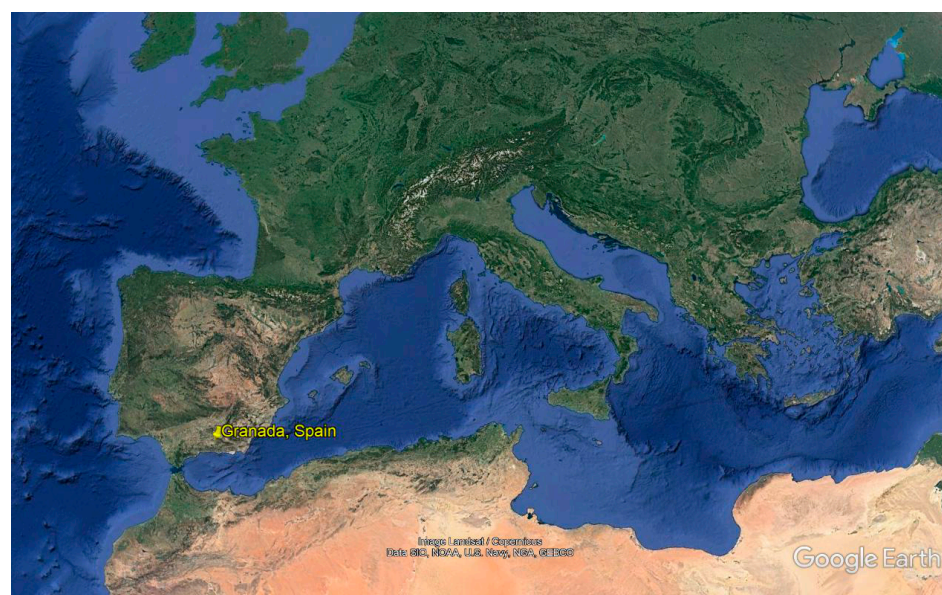 Granada, Spain
Image Landsat / Copernicus
Data SIO, NOAA, U.S. Navy, NGA, GEBCO
Google Earth